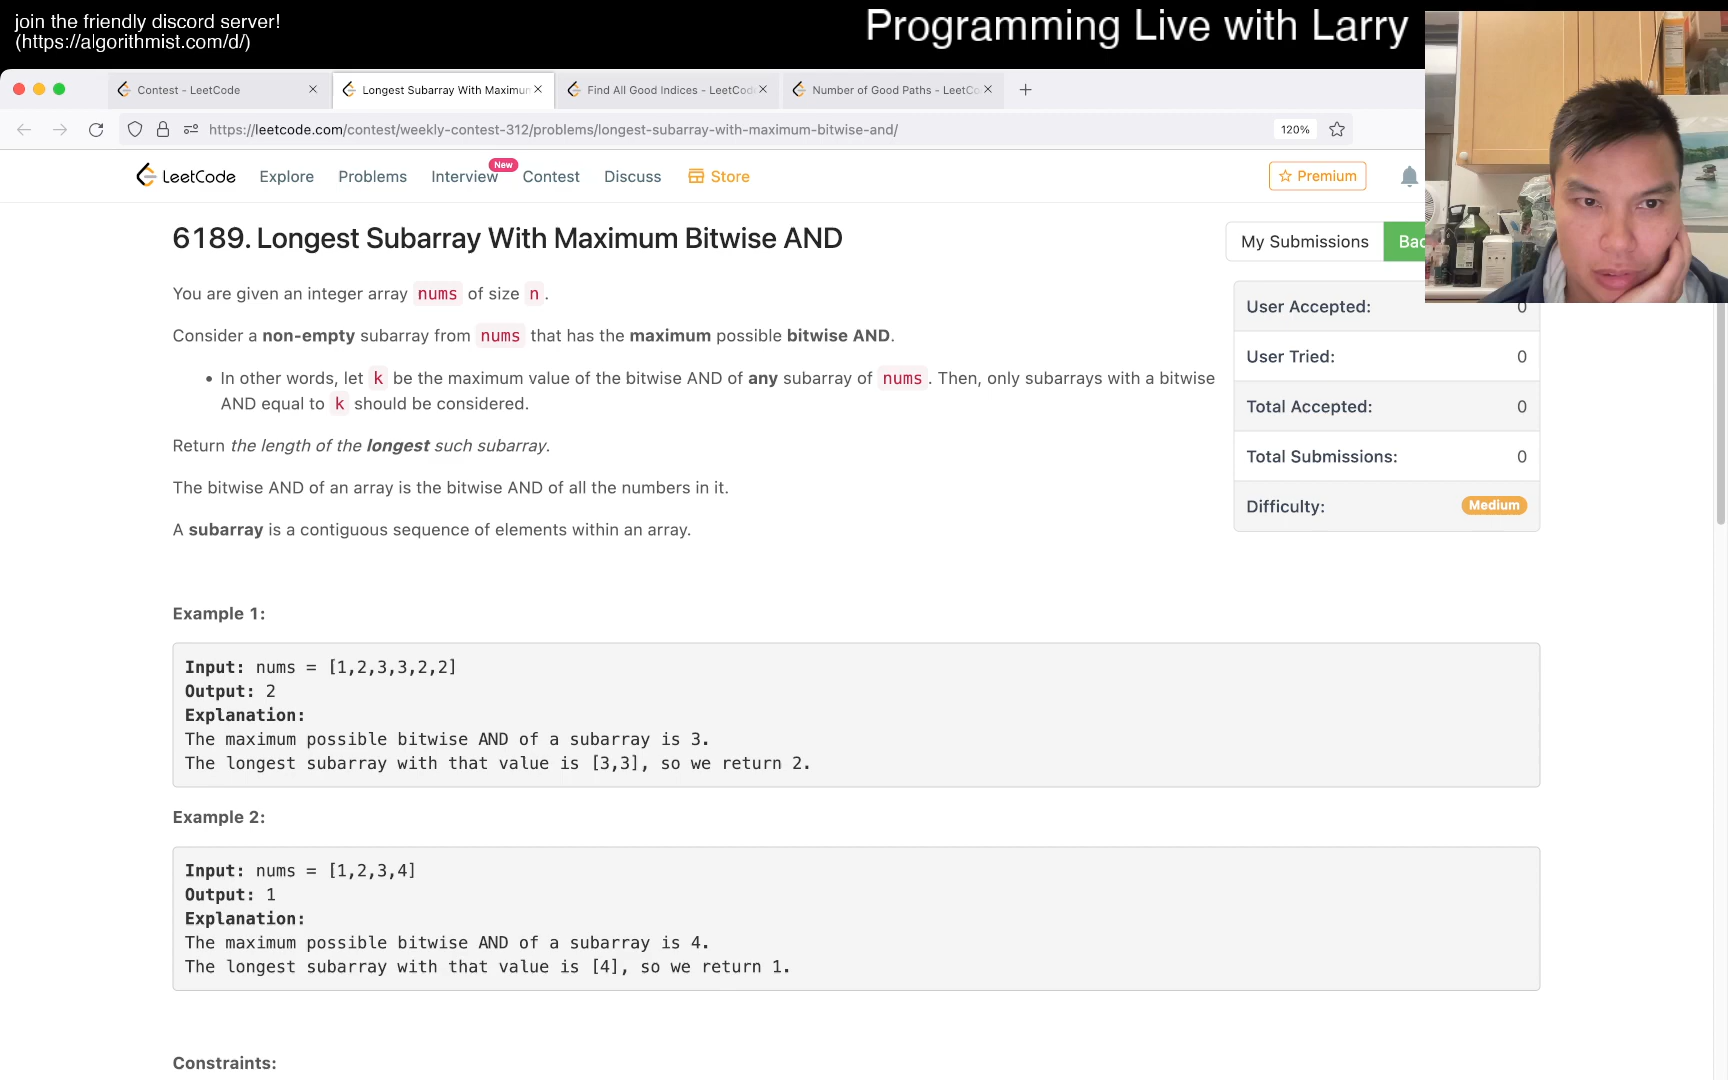 join the friendly discord server!
(https://algorithmist.com/d/)
Programming Live with Larry
Contest - LeetCode
Longest Subarray With Maximun
Find All Good Indices - LeetCod
Number of Good Paths - LeetCo
https://leetcode.com/contest/weekly-contest-312/problems/longest-subarray-with-maximum-bitwise-and/
120%
LeetCode
Explore
Problems
Interview
New
Contest
Discuss
Store
Premium
6189. Longest Subarray With Maximum Bitwise AND
My Submissions
Bac
You are given an integer array nums of size n.
Consider a non-empty subarray from nums that has the maximum possible bitwise AND.
• In other words, let k be the maximum value of the bitwise AND of any subarray of nums. Then, only subarrays with a bitwise
AND equal to k should be considered.
Return the length of the longest such subarray.
The bitwise AND of an array is the bitwise AND of all the numbers in it.
A subarray is a contiguous sequence of elements within an array.
User Accepted: 0
User Tried: 0
Total Accepted: 0
Total Submissions: 0
Difficulty: Medium
Example 1:
Input: nums = [1,2,3,3,2,2]
Output: 2
Explanation:
The maximum possible bitwise AND of a subarray is 3.
The longest subarray with that value is [3,3], so we return 2.
Example 2:
Input: nums = [1,2,3,4]
Output: 1
Explanation:
The maximum possible bitwise AND of a subarray is 4.
The longest subarray with that value is [4], so we return 1.
Constraints: